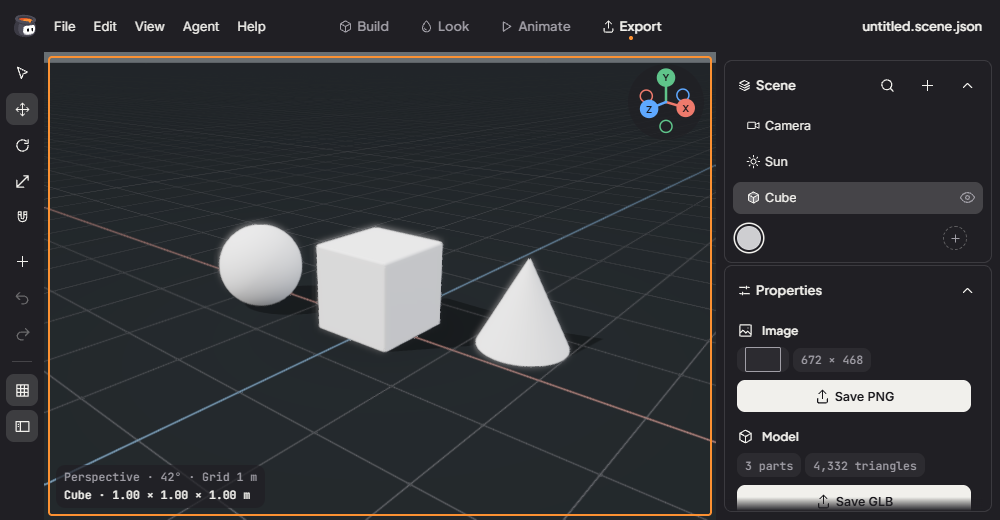 File Edit View Agent Help Build Look Animate Export untitled.scene.json
Y
Z X
Scene
Camera
Sun
Cube
Properties
Image
672 × 468
Save PNG
Model
3 parts 4,332 triangles
Save GLB
Perspective · 42° · Grid 1 m
Cube · 1.00 × 1.00 × 1.00 m